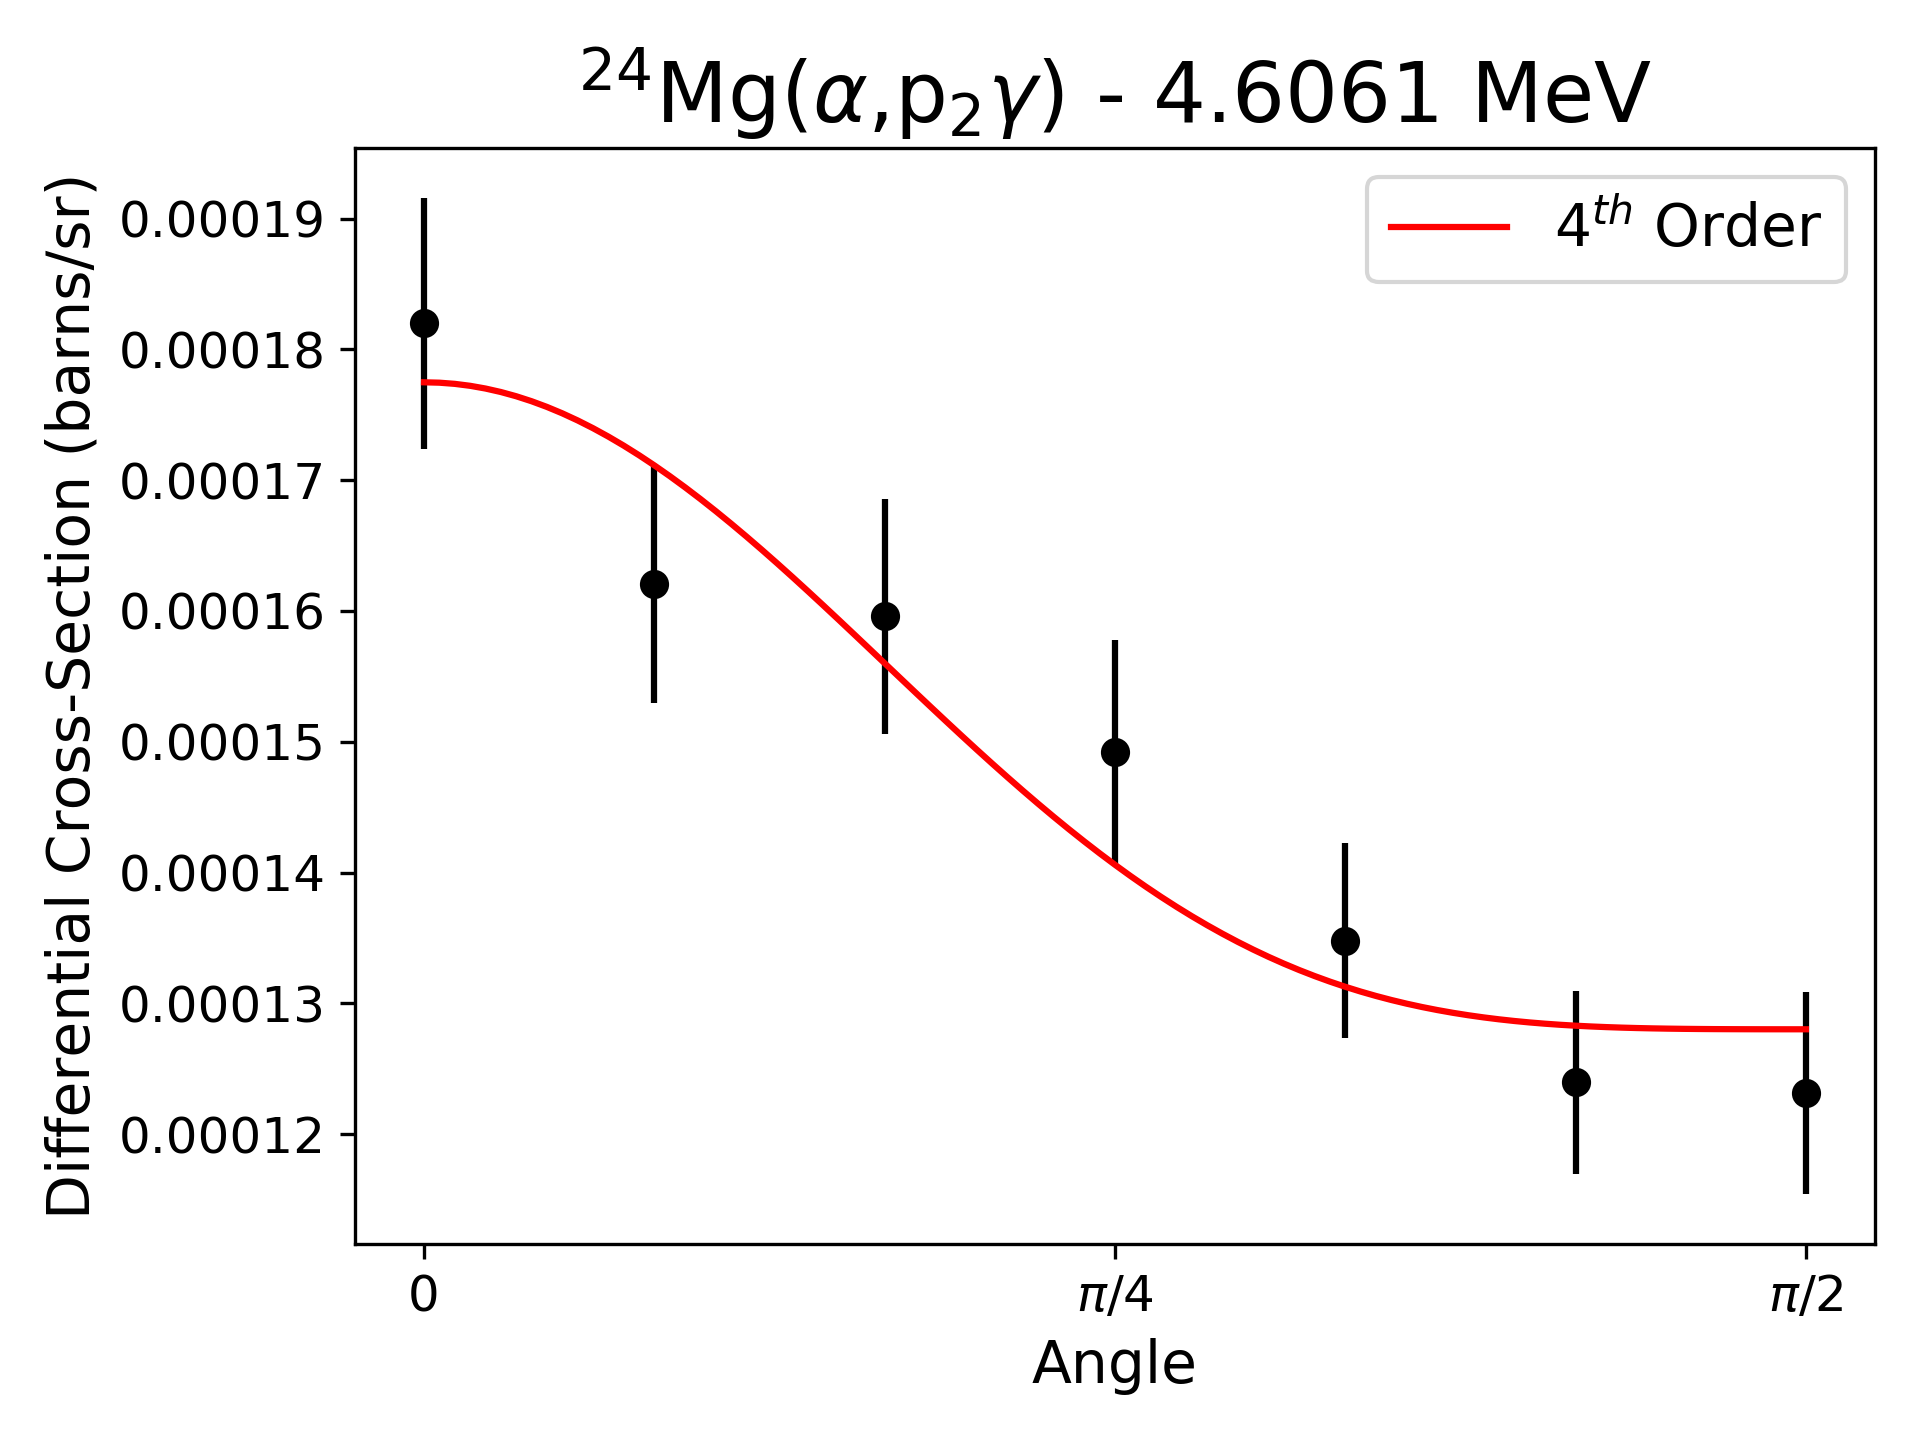 ²⁴Mg(α,p₂γ) - 4.6061 MeV
4ᵗʰ Order
Differential Cross-Section (barns/sr)
0.00019
0.00018
0.00017
0.00016
0.00015
0.00014
0.00013
0.00012
0 π/4 π/2
Angle